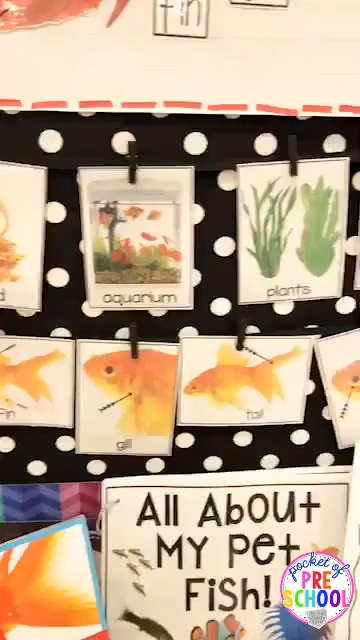 fin
aquarium
plants
fin
gill
tail
All About
My Pet
Fish!
pocket of
PRE
SCHOOL